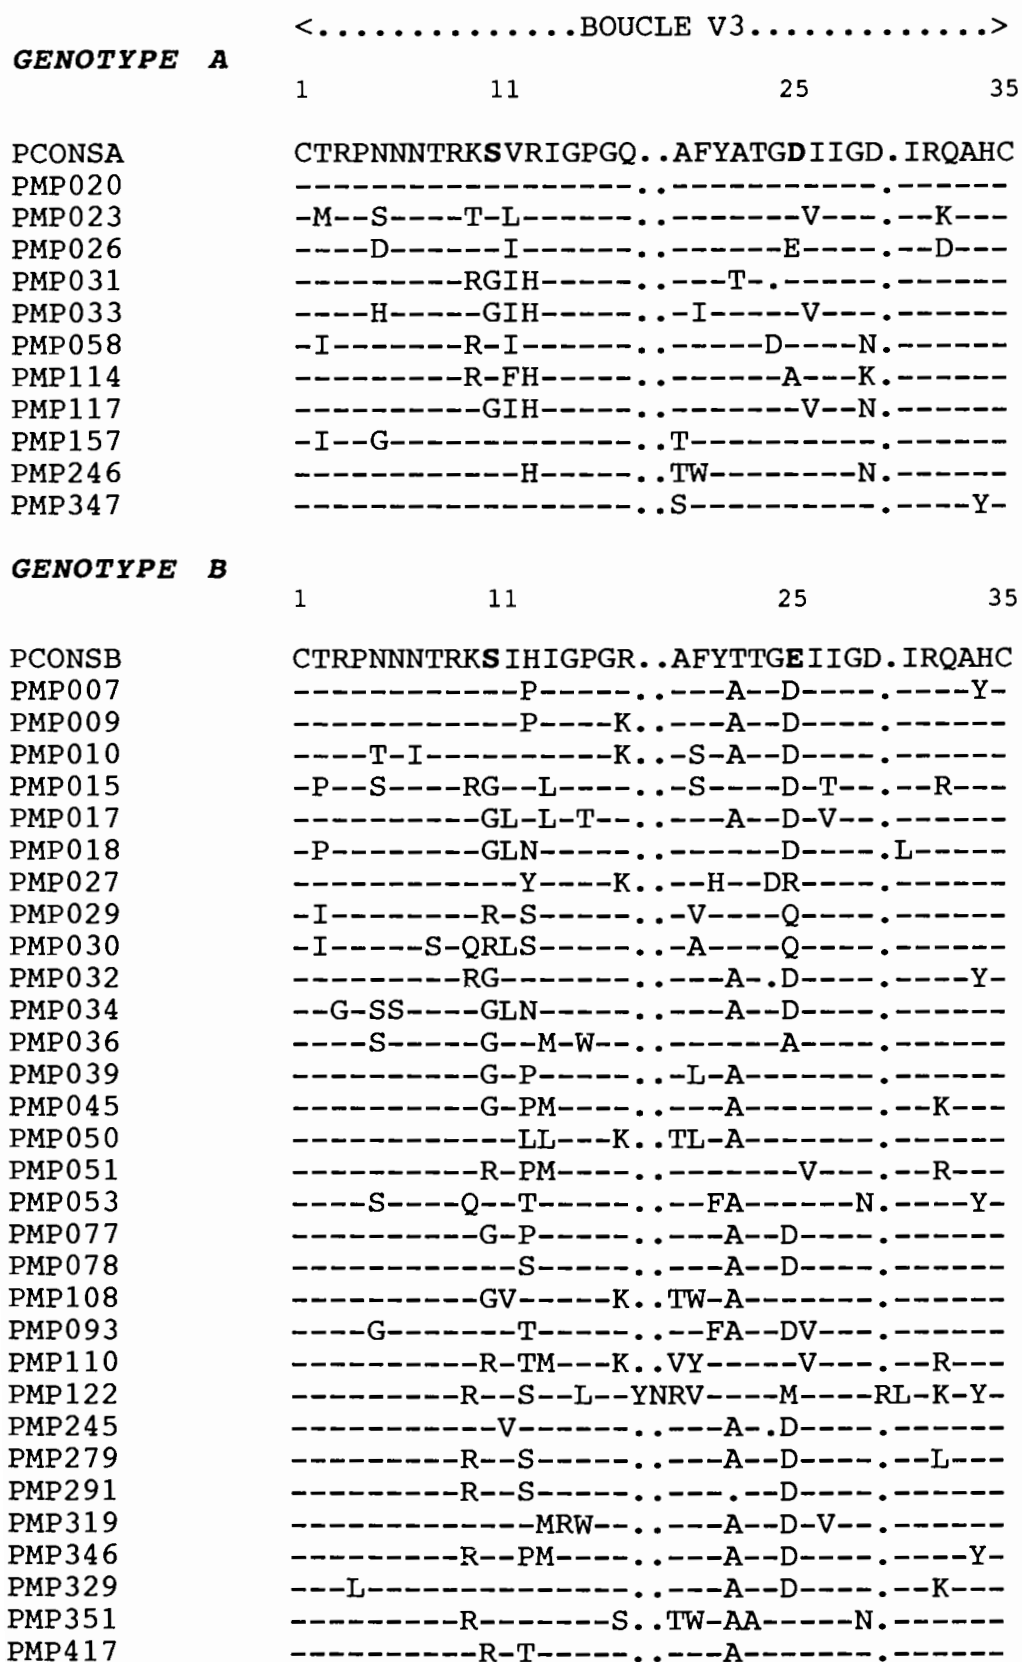 <..............BOUCLE V3.............>
GENOTYPE A
1 11 25 35
PCONSA CTRPNNNTRKSVRIGPGQ..AFYATGDIIGD.IRQAHC
PMP020 ------------------..-----------.------
PMP023 -M--S----T-L------..-------V---.--K---
PMP026 ----D------I------..------E----.--D---
PMP031 ---------RGIH-----..---T-.-----.------
PMP033 ----H-----GIH-----..-I-----V---.------
PMP058 -I-------R-I------..-----D----N.------
PMP114 ---------R-FH-----..------A---K.------
PMP117 ----------GIH-----..-------V--N.------
PMP157 -I--G-------------..T----------.------
PMP246 ------------H-----..TW--------N.------
PMP347 ------------------..S----------.----Y-
GENOTYPE B
1 11 25 35
PCONSB CTRPNNNTRKSIHIGPGR..AFYTTGEIIGD.IRQAHC
PMP007 ------------P-----..---A--D----.----Y-
PMP009 ------------P----K..---A--D----.------
PMP010 ----T-I----------K..-S-A--D----.------
PMP015 -P--S----RG--L----..-S----D-T--.--R---
PMP017 ----------GL-L-T--..---A--D-V--.------
PMP018 -P--------GLN-----..------D----.L-----
PMP027 ------------Y----K..--H--DR----.------
PMP029 -I--------R-S-----..-V----Q----.------
PMP030 -I-----S-QRLS-----..-A----Q----.------
PMP032 ---------RG-------..---A-.D----.----Y-
PMP034 --G-SS----GLN-----..---A--D----.------
PMP036 ----S-----G--M-W--..------A----.------
PMP039 ----------G-P-----..-L-A-------.------
PMP045 ----------G-PM----..---A-------.--K---
PMP050 ------------LL---K..TL-A-------.------
PMP051 ----------R-PM----..-------V---.--R---
PMP053 ----S----Q--T-----..--FA------N.----Y-
PMP077 ----------G-P-----..---A--D----.------
PMP078 ------------S-----..---A--D----.------
PMP108 ----------GV-----K..TW-A-------.------
PMP093 ----G-------T-----..--FA--DV---.------
PMP110 ----------R-TM---K..VY-----V---.--R---
PMP122 ---------R--S--L--YNRV----M----RL-K-Y-
PMP245 -----------V------..---A-.D----.------
PMP279 ---------R--S-----..---A--D----.--L---
PMP291 ---------R--S-----..---.--D----.------
PMP319 -------------MRW--..---A--D-V--.------
PMP346 ---------R--PM----..---A--D----.----Y-
PMP329 ---L-------------------A--D----.--K---
PMP351 ---------R-------S..TW-AA-----N.------
PMP417 ----------R-T-----..---A-------.------